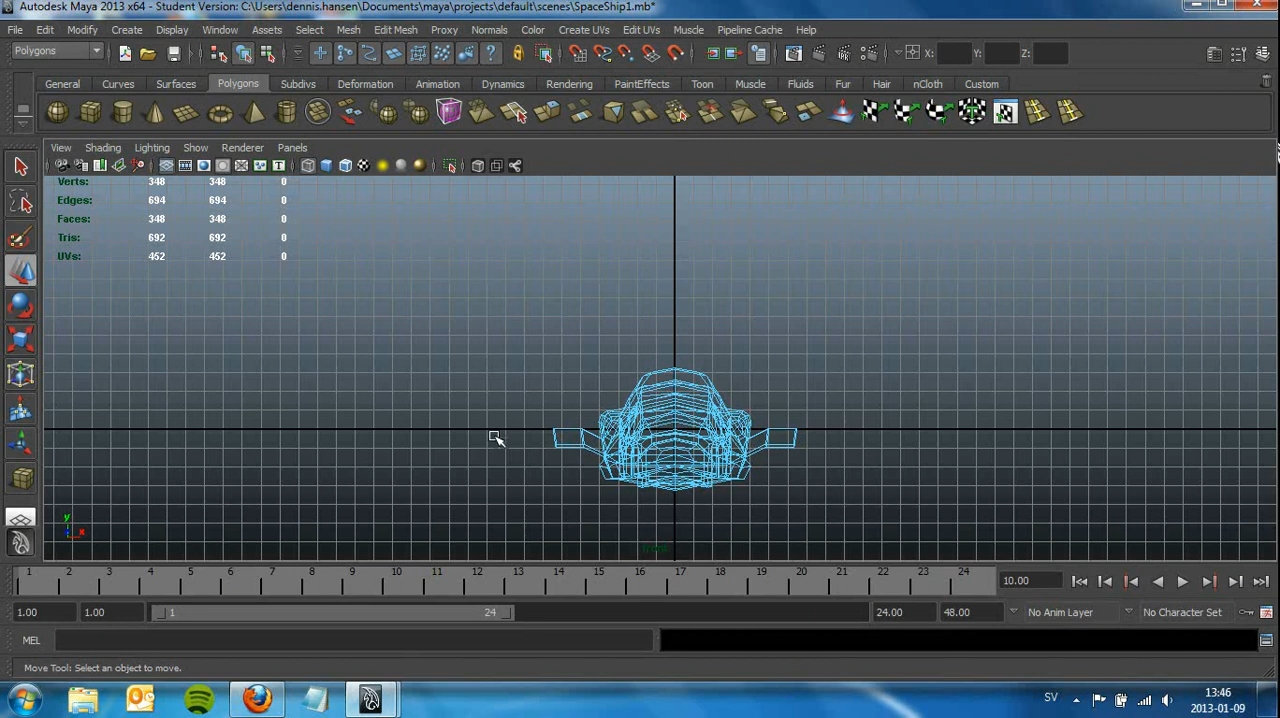 Autodesk Maya 2013 x64 - Student Version: C:\Users\dennis.hansen\Documents\maya\projects\default\scenes\SpaceShip1.mb*
File Edit Modify Create Display Window Assets Select Mesh Edit Mesh Proxy Normals Color Create UVs Edit UVs Muscle Pipeline Cache Help
Polygons X: Y: Z:
General Curves Surfaces Polygons Subdivs Deformation Animation Dynamics Rendering PaintEffects Toon Muscle Fluids Fur Hair nCloth Custom
View Shading Lighting Show Renderer Panels
Verts: 348 348 0
Edges: 694 694 0
Faces: 348 348 0
Tris: 692 692 0
UVs: 452 452 0
y
x
front
1 2 3 4 5 6 7 8 9 10 11 12 13 14 15 16 17 18 19 20 21 22 23 24 10.00
1.00 1.00 1 24 24.00 48.00 No Anim Layer No Character Set
MEL
Move Tool: Select an object to move.
SV 13:46
2013-01-09